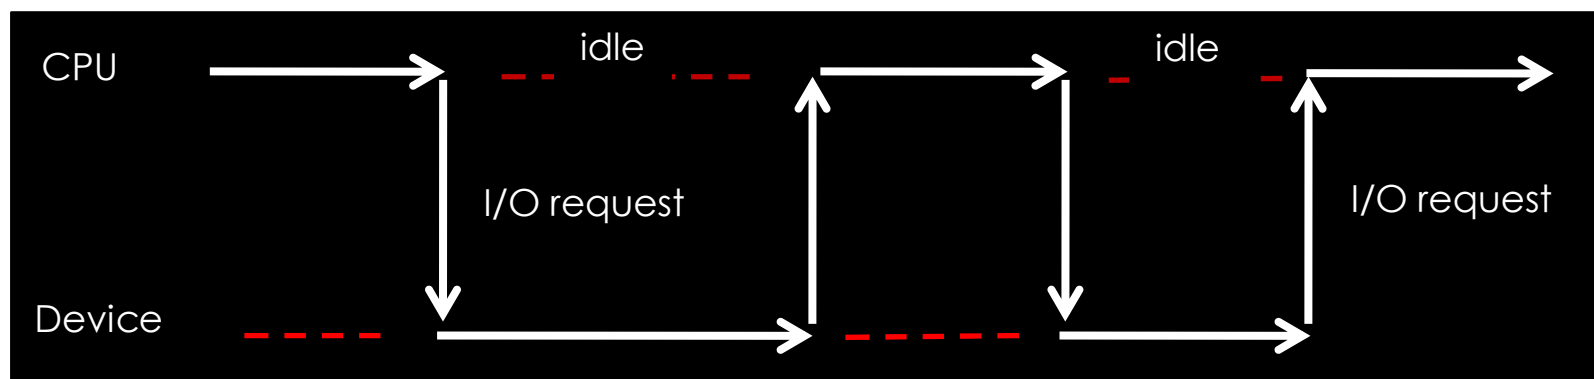 CPU
idle
idle
I/O request
I/O request
Device